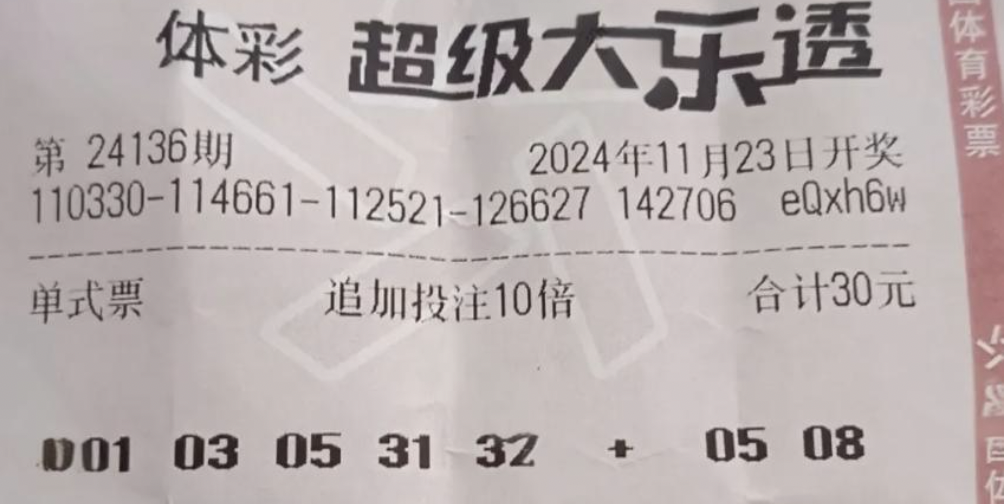 体彩 超级大乐透
第 24136期 2024年11月23日开奖
110330-114661-112521-126627 142706 eQxh6w
单式票 追加投注10倍 合计30元
01 03 05 31 32 + 05 08
体育彩票